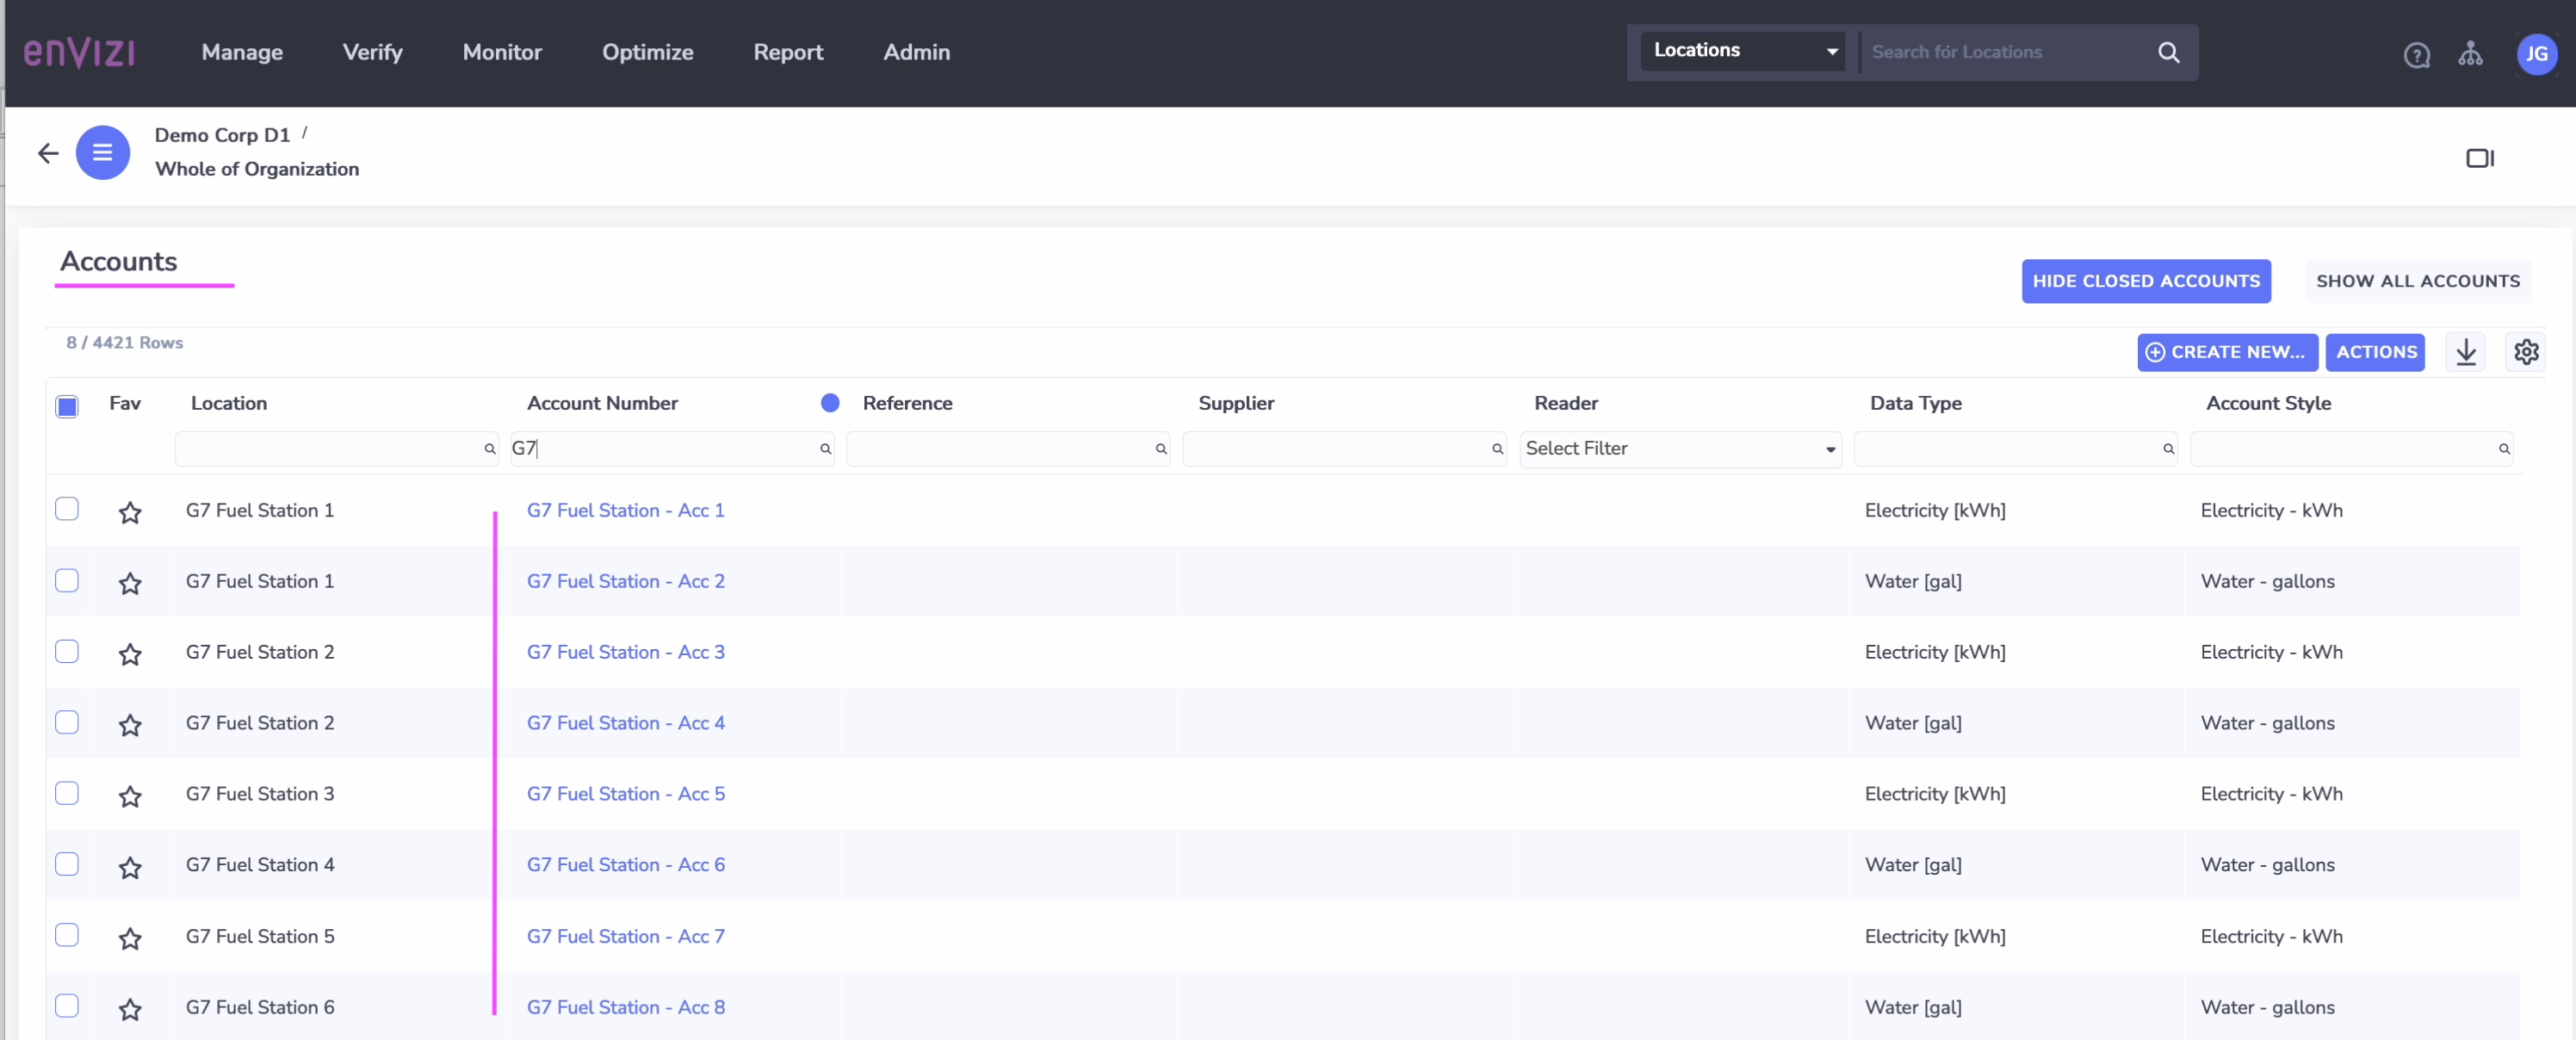 enVIZI Manage Verify Monitor Optimize Report Admin Locations Search for Locations JG
Demo Corp D1 /
Whole of Organization
Accounts
HIDE CLOSED ACCOUNTS SHOW ALL ACCOUNTS
8 / 4421 Rows CREATE NEW... ACTIONS
Fav Location Account Number Reference Supplier Reader Data Type Account Style
G7 Select Filter
G7 Fuel Station 1 G7 Fuel Station - Acc 1 Electricity [kWh] Electricity - kWh
G7 Fuel Station 1 G7 Fuel Station - Acc 2 Water [gal] Water - gallons
G7 Fuel Station 2 G7 Fuel Station - Acc 3 Electricity [kWh] Electricity - kWh
G7 Fuel Station 2 G7 Fuel Station - Acc 4 Water [gal] Water - gallons
G7 Fuel Station 3 G7 Fuel Station - Acc 5 Electricity [kWh] Electricity - kWh
G7 Fuel Station 4 G7 Fuel Station - Acc 6 Water [gal] Water - gallons
G7 Fuel Station 5 G7 Fuel Station - Acc 7 Electricity [kWh] Electricity - kWh
G7 Fuel Station 6 G7 Fuel Station - Acc 8 Water [gal] Water - gallons